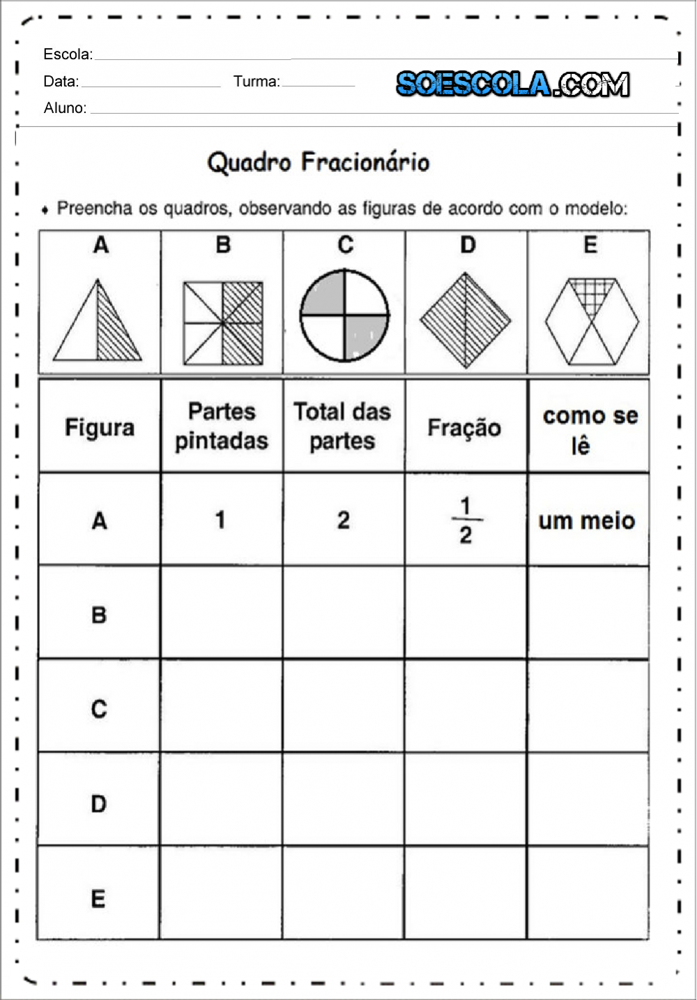 Escola:
Data: Turma: SOESCOLA.COM
Aluno:
Quadro Fracionário
Preencha os quadros, observando as figuras de acordo com o modelo:
A B C D E
Figura Partes pintadas Total das partes Fração como se lê
A 1 2 1/2 um meio
B
C
D
E